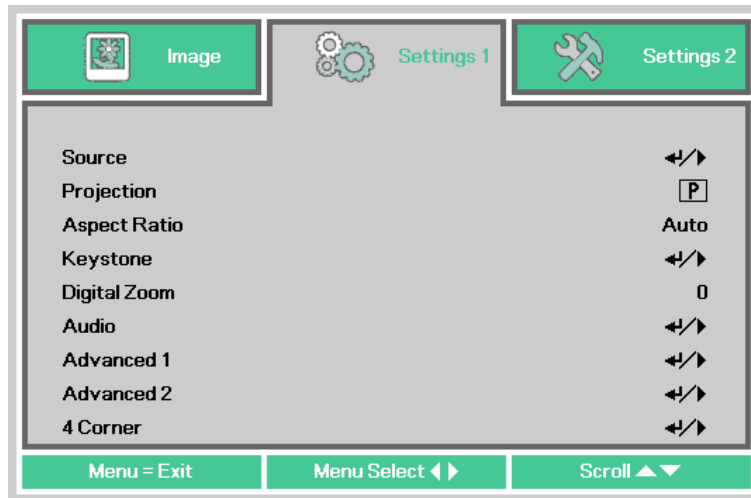 Image Settings 1 Settings 2
Source ↵/▶
Projection P
Aspect Ratio Auto
Keystone ↵/▶
Digital Zoom 0
Audio ↵/▶
Advanced 1 ↵/▶
Advanced 2 ↵/▶
4 Corner ↵/▶
Menu = Exit Menu Select ◀ ▶ Scroll ▲▼